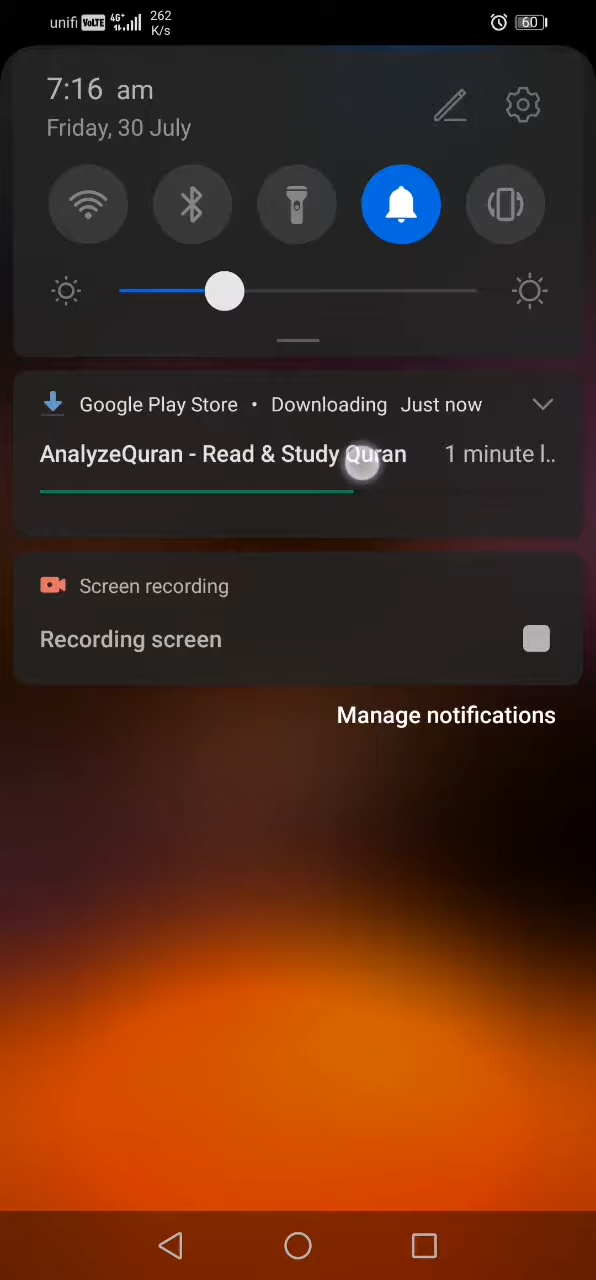 unifi VoLTE 4G+ 262 K/s 60
7:16 am
Friday, 30 July
Google Play Store • Downloading Just now
AnalyzeQuran - Read & Study Quran 1 minute l..
Screen recording
Recording screen
Manage notifications